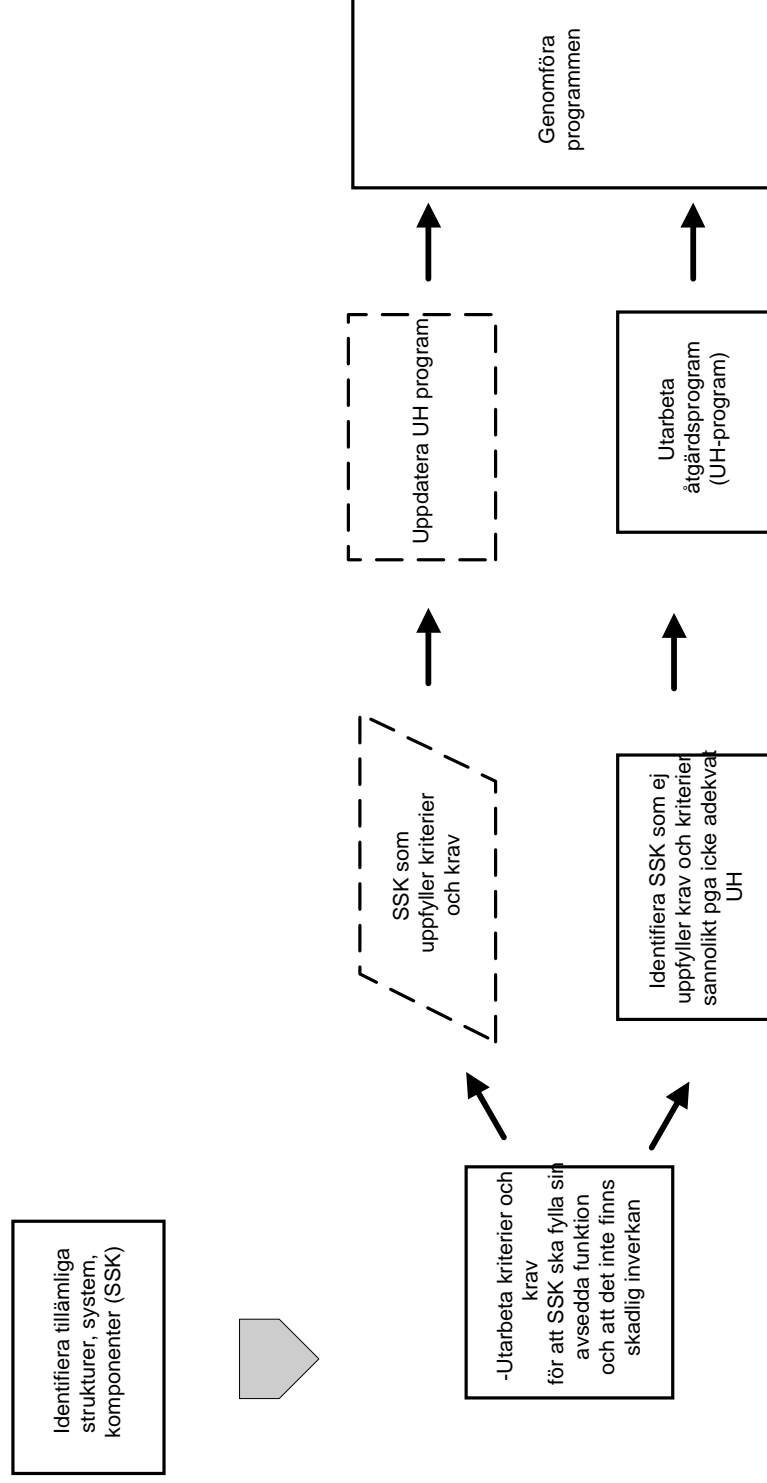 Identifiera tillämliga
strukturer, system,
komponenter (SSK)
-Utarbeta kriterier och
krav
för att SSK ska fylla sin
avsedda funktion
och att det inte finns
skadlig inverkan
SSK som
uppfyller kriterier
och krav
Uppdatera UH program
Identifiera SSK som ej
uppfyller krav och kriterier
sannolikt pga icke adekvat
UH
Utarbeta
åtgärdsprogram
(UH-program)
Genomföra
programmen